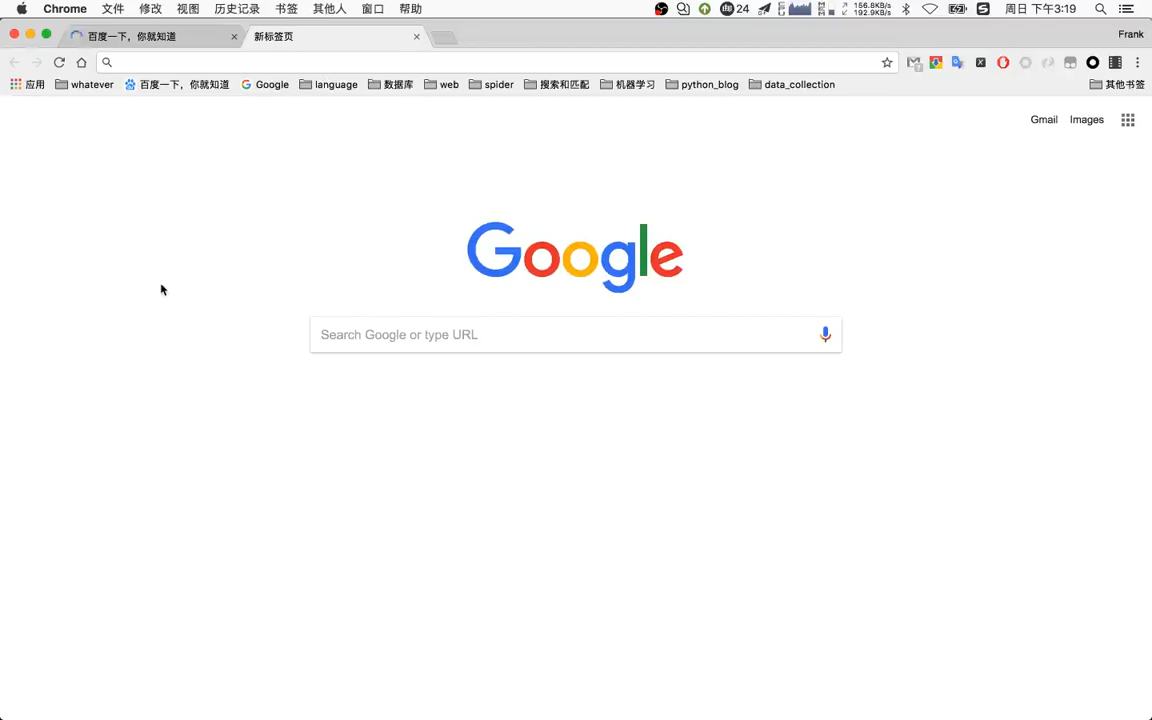 Chrome 文件 修改 视图 历史记录 书签 其他人 窗口 帮助 24 156.8KB/s 192.9KB/s 周日 下午3:19
百度一下，你就知道 新标签页 Frank
应用 whatever 百度一下，你就知道 Google language 数据库 web spider 搜索和匹配 机器学习 python_blog data_collection 其他书签
Gmail Images
Google
Search Google or type URL